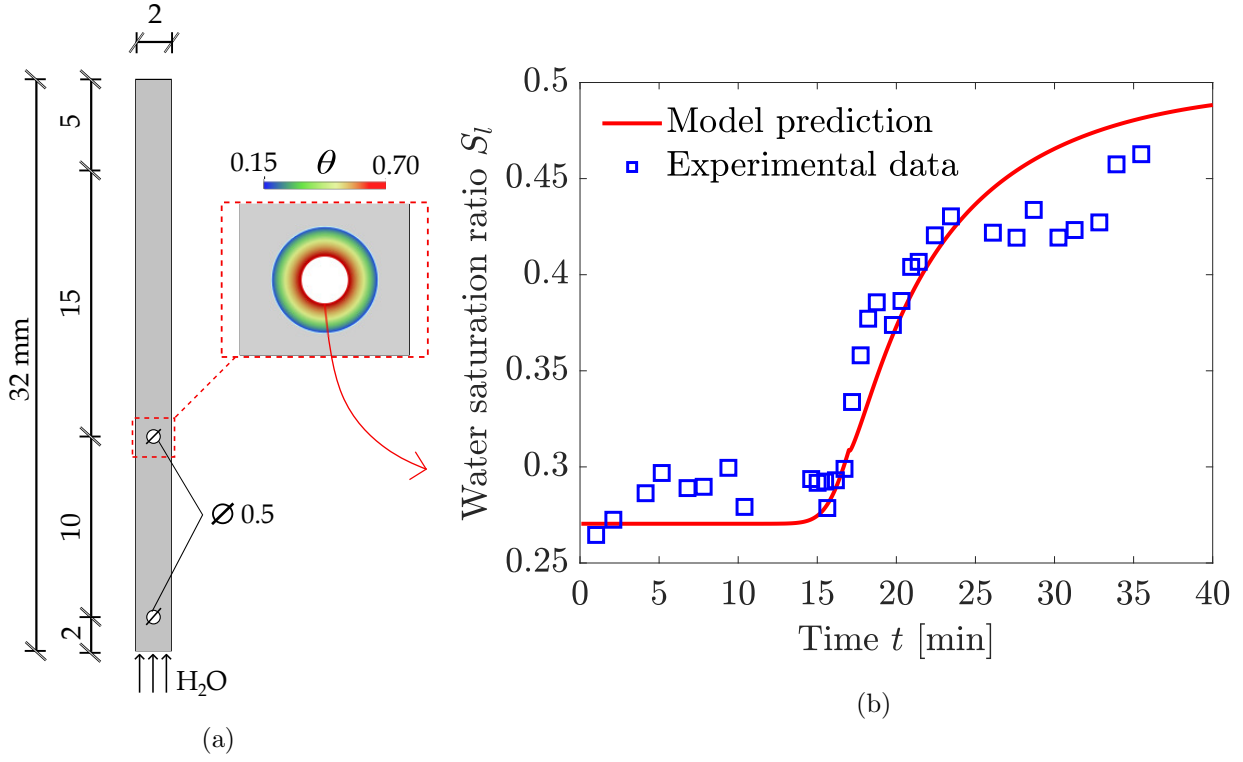 2
5
15
32 mm
10
2
0.15 θ 0.70
Ø 0.5
H₂O
(a)
Water saturation ratio Sₗ
0.5
0.45
0.4
0.35
0.3
0.25
Model prediction
Experimental data
0 5 10 15 20 25 30 35 40
Time t [min]
(b)